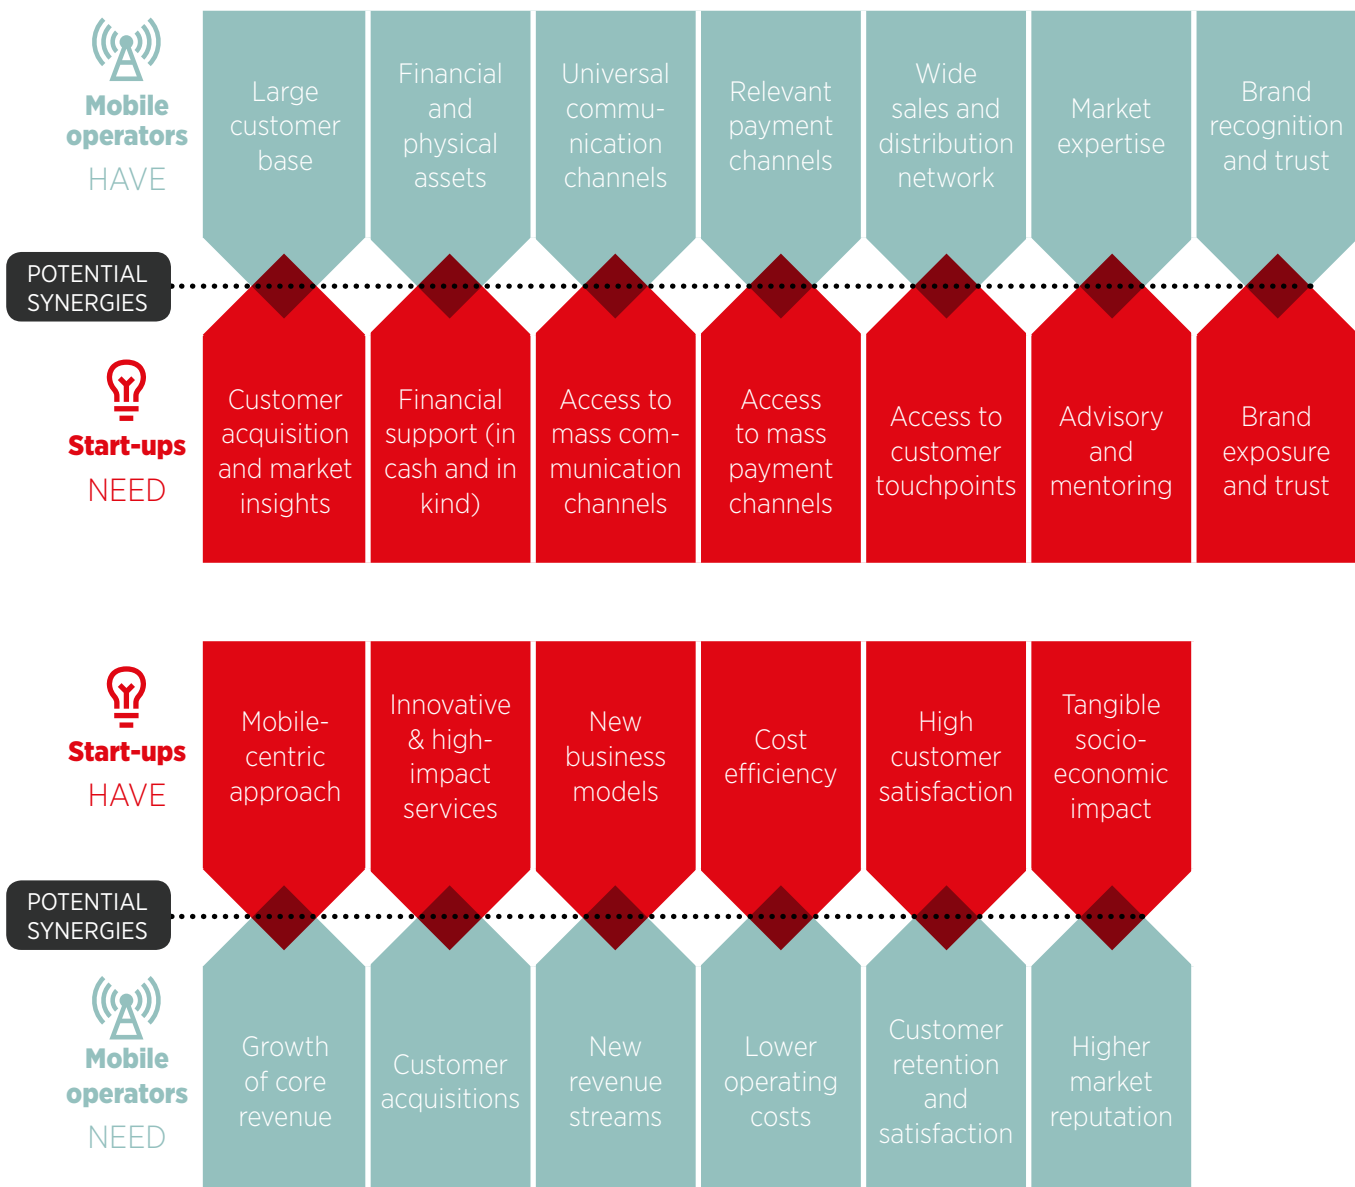 Mobile
operators
HAVE
Large
customer
base
Financial
and
physical
assets
Universal
commu-
nication
channels
Relevant
payment
channels
Wide
sales and
distribution
network
Market
expertise
Brand
recognition
and trust
POTENTIAL
SYNERGIES
Start-ups
NEED
Customer
acquisition
and market
insights
Financial
support (in
cash and in
kind)
Access to
mass com-
munication
channels
Access
to mass
payment
channels
Access to
customer
touchpoints
Advisory
and
mentoring
Brand
exposure
and trust
Start-ups
HAVE
Mobile-
centric
approach
Innovative
& high-
impact
services
New
business
models
Cost
efficiency
High
customer
satisfaction
Tangible
socio-
economic
impact
POTENTIAL
SYNERGIES
Mobile
operators
NEED
Growth
of core
revenue
Customer
acquisitions
New
revenue
streams
Lower
operating
costs
Customer
retention
and
satisfaction
Higher
market
reputation